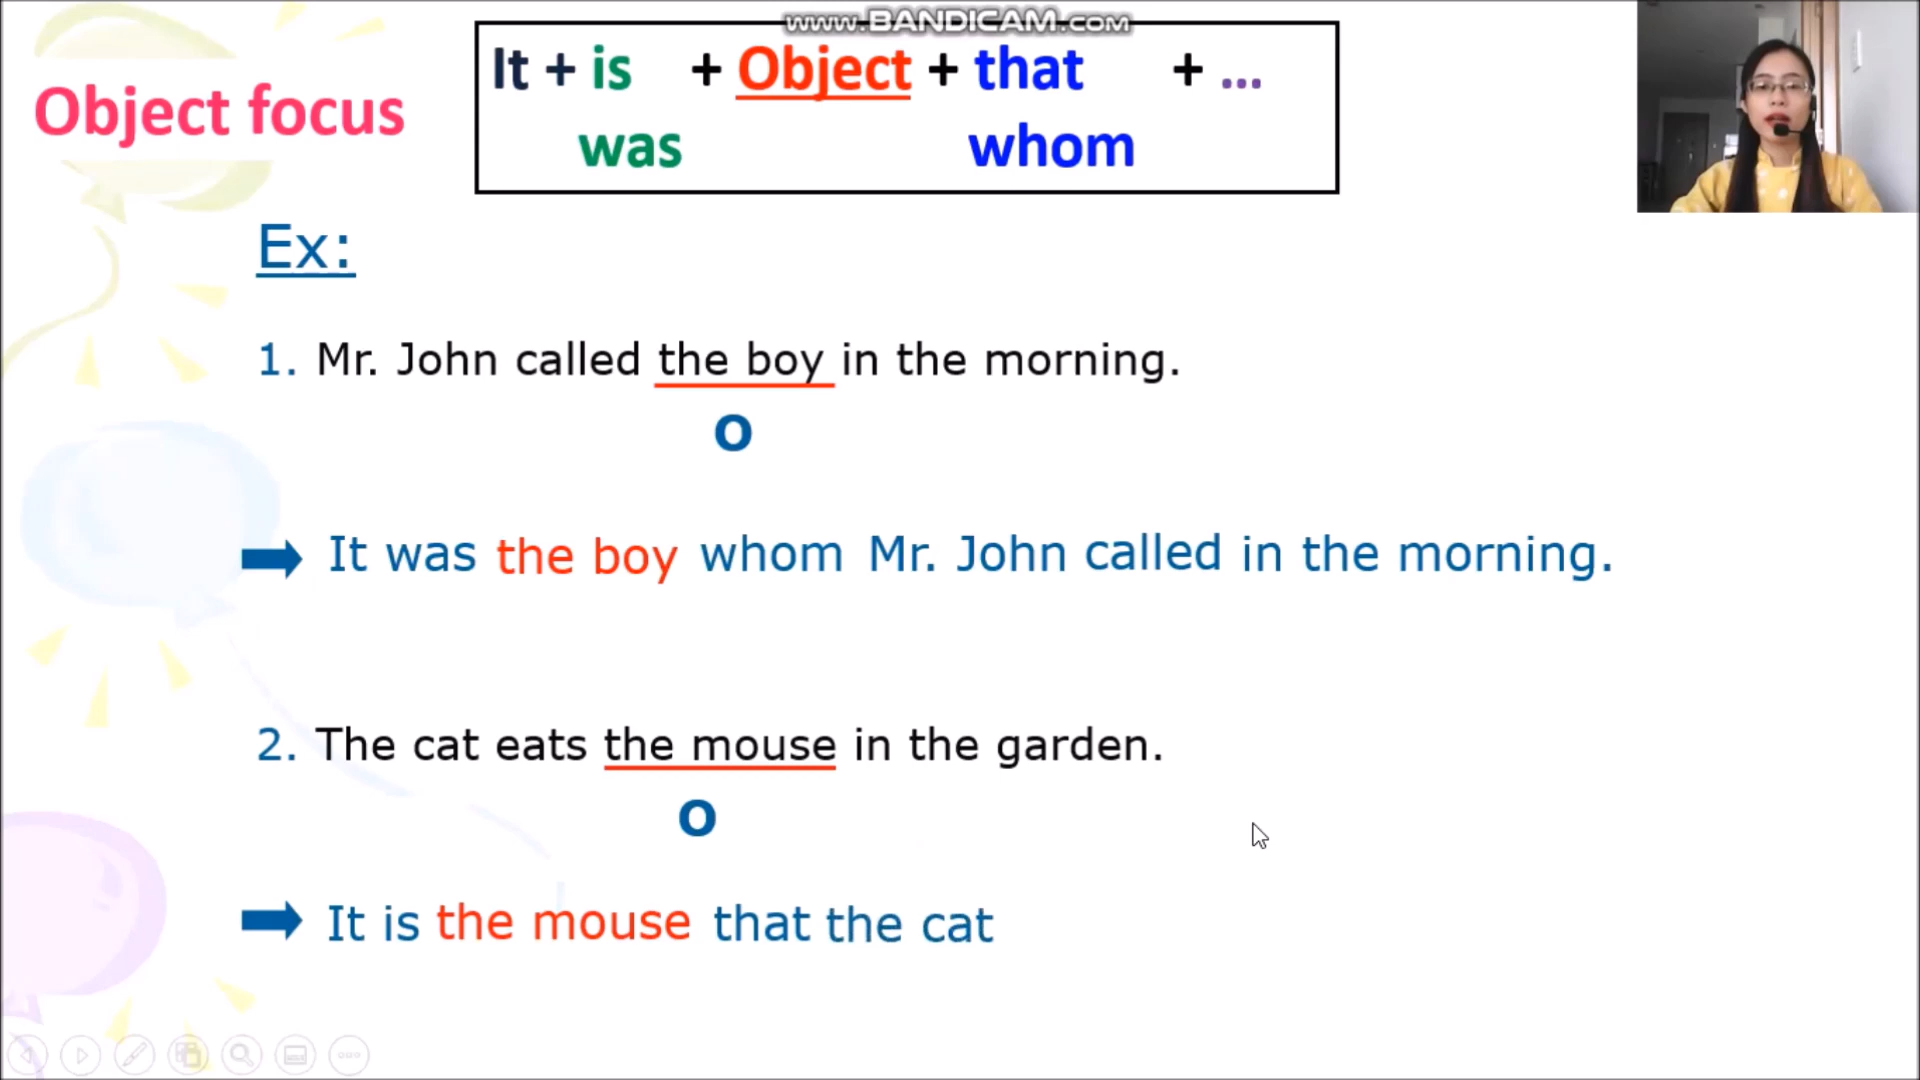 www.BANDICAM.com
Object focus
It + is + Object + that + ...
was whom
Ex:
1. Mr. John called the boy in the morning.
O
It was the boy whom Mr. John called in the morning.
2. The cat eats the mouse in the garden.
O
It is the mouse that the cat